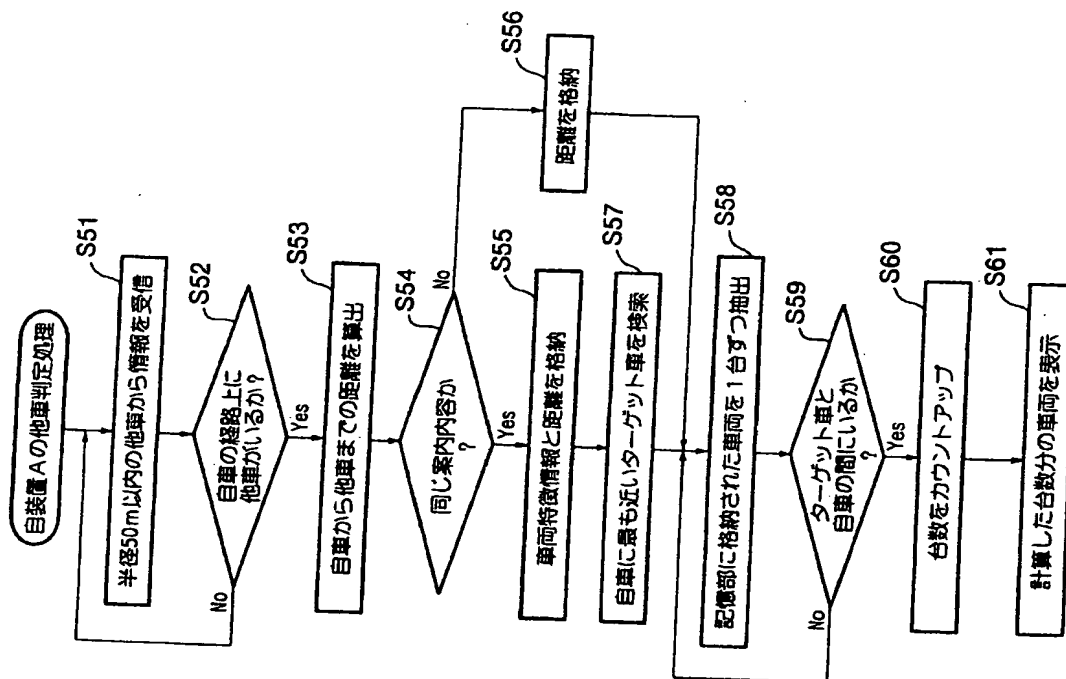 自装置Aの他車判定処理
S51
半径50m以内の他車から情報を受信
S52
自車の経路上に
他車がいるか?
No
Yes
S53
自車から他車までの距離を算出
S54
同じ案内内容か
?
No
Yes
S56
距離を格納
S55
車両特徴情報と距離を格納
S57
自車に最も近いターゲット車を検索
S58
記憶部に格納された車両を1台ずつ抽出
S59
ターゲット車と
自車の間にいるか
?
No
Yes
S60
台数をカウントアップ
S61
計算した台数分の車両を表示